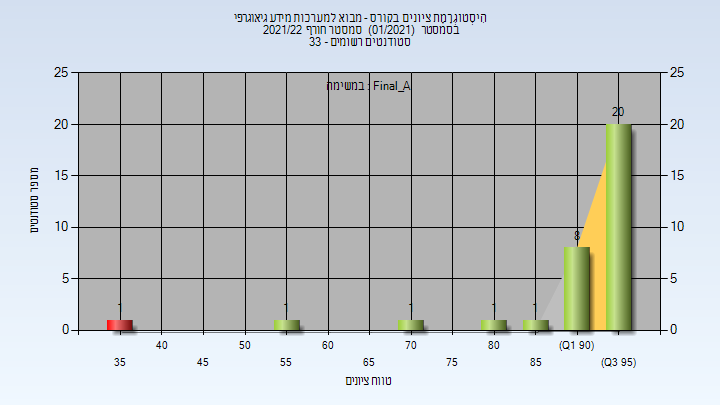 היסטוגרמת ציונים בקורס - מבוא למערכות מידע גיאוגרפי
בסמסטר (01/2021) סמסטר חורף 2021/22
סטודנטים רשומים - 33
במשימה : Final_A
25 25
20 20
15 15
10 10
5 5
0 0
מספר סטודנטים
1 1 1 1 1 8 20
40 50 60 70 80 (Q1 90)
35 45 55 65 75 85 (Q3 95)
טווח ציונים